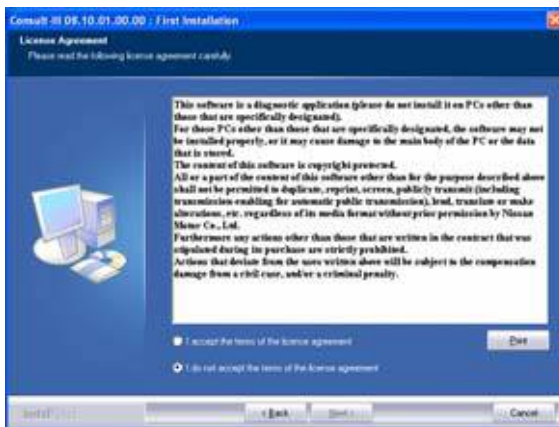 Consult-III 09.10.01.00.00 : First Installation
License Agreement
Please read the following license agreement carefully.
This software is a diagnostic application (please do not install it on PCs other than
those that are specifically designated).
For those PCs other than those that are specifically designated, the software may not
be installed properly, or it may cause damage to the main body of the PC or the data
that is stored.
The content of this software is copyright protected.
All or a part of the content of this software other than for the purpose described above
shall not be permitted to duplicate, reprint, screen, publicly transmit (including
transmission enabling for automatic public transmission), lend, translate or make
alterations, etc. regardless of its media format without prior permission by Nissan
Motor Co., Ltd.
Furthermore any actions other than those that are written in the contract that was
stipulated during its purchase are strictly prohibited.
Actions that deviate from the uses written above will be subject to the compensation
damage from a civil case, and/or a criminal penalty.
I accept the terms of the license agreement
Print
I do not accept the terms of the license agreement
< Back
Next >
Cancel